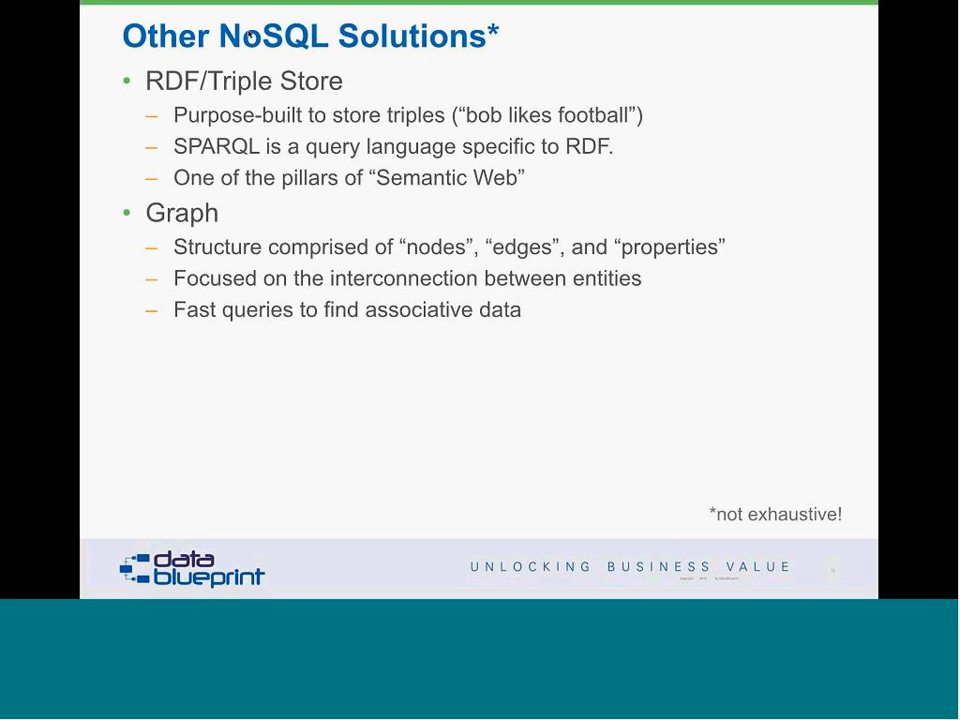 Other NoSQL Solutions*
• RDF/Triple Store
– Purpose-built to store triples (“bob likes football”)
– SPARQL is a query language specific to RDF.
– One of the pillars of “Semantic Web”
• Graph
– Structure comprised of “nodes”, “edges”, and “properties”
– Focused on the interconnection between entities
– Fast queries to find associative data
*not exhaustive!
data
blueprint
UNLOCKING BUSINESS VALUE